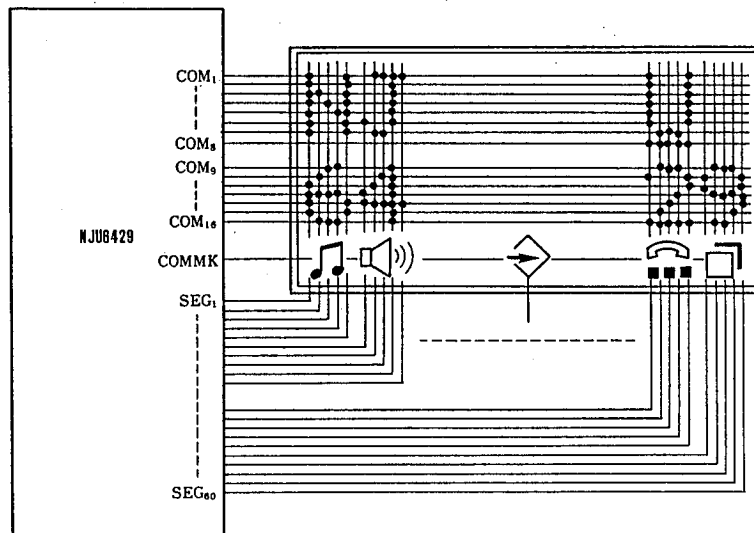 COM₁
COM₈
COM₉
COM₁₆
NJU6429
COMMK
SEG₁
SEG₆₀